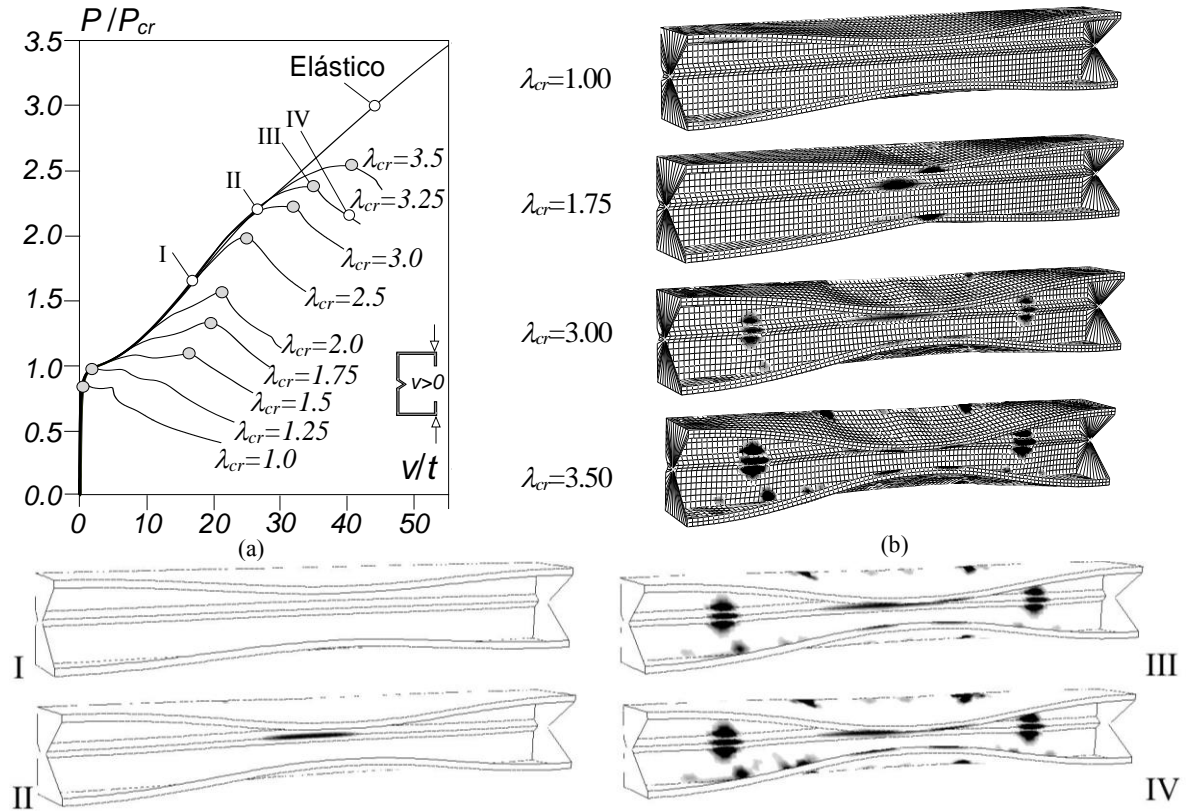 P/Pcr
3.5
3.0
2.5
2.0
1.5
1.0
0.5
0.0
0
10
20
30
40
50
v/t
Elástico
I
II
III
IV
λcr=3.5
λcr=3.25
λcr=3.0
λcr=2.5
λcr=2.0
λcr=1.75
λcr=1.5
λcr=1.25
λcr=1.0
v>0
(a)
λcr=1.00
λcr=1.75
λcr=3.00
λcr=3.50
(b)
I
II
III
IV